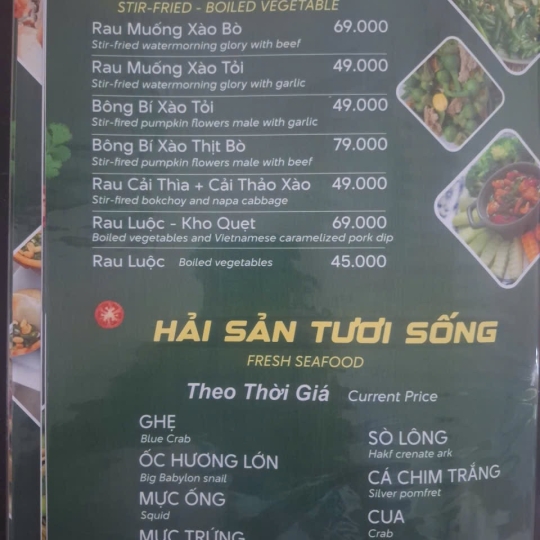 STIR-FRIED - BOILED VEGETABLE
Rau Muống Xào Bò 69.000
Stir-fried watermorning glory with beef
Rau Muống Xào Tỏi 49.000
Stir-fried watermorning glory with garlic
Bông Bí Xào Tỏi 49.000
Stir-fired pumpkin flowers male with garlic
Bông Bí Xào Thịt Bò 79.000
Stir-fired pumpkin flowers male with beef
Rau Cải Thìa + Cải Thảo Xào 49.000
Stir-fired bokchoy and napa cabbage
Rau Luộc - Kho Quẹt 69.000
Boiled vegetables and Vietnamese caramelized pork dip
Rau Luộc Boiled vegetables 45.000
HẢI SẢN TƯƠI SỐNG
FRESH SEAFOOD
Theo Thời Giá Current Price
GHẸ
Blue Crab
ỐC HƯƠNG LỚN
Big Babylon snail
MỰC ỐNG
Squid
MỰC TRỨNG
SÒ LÔNG
Hakf crenate ark
CÁ CHIM TRẮNG
Silver pomfret
CUA
Crab